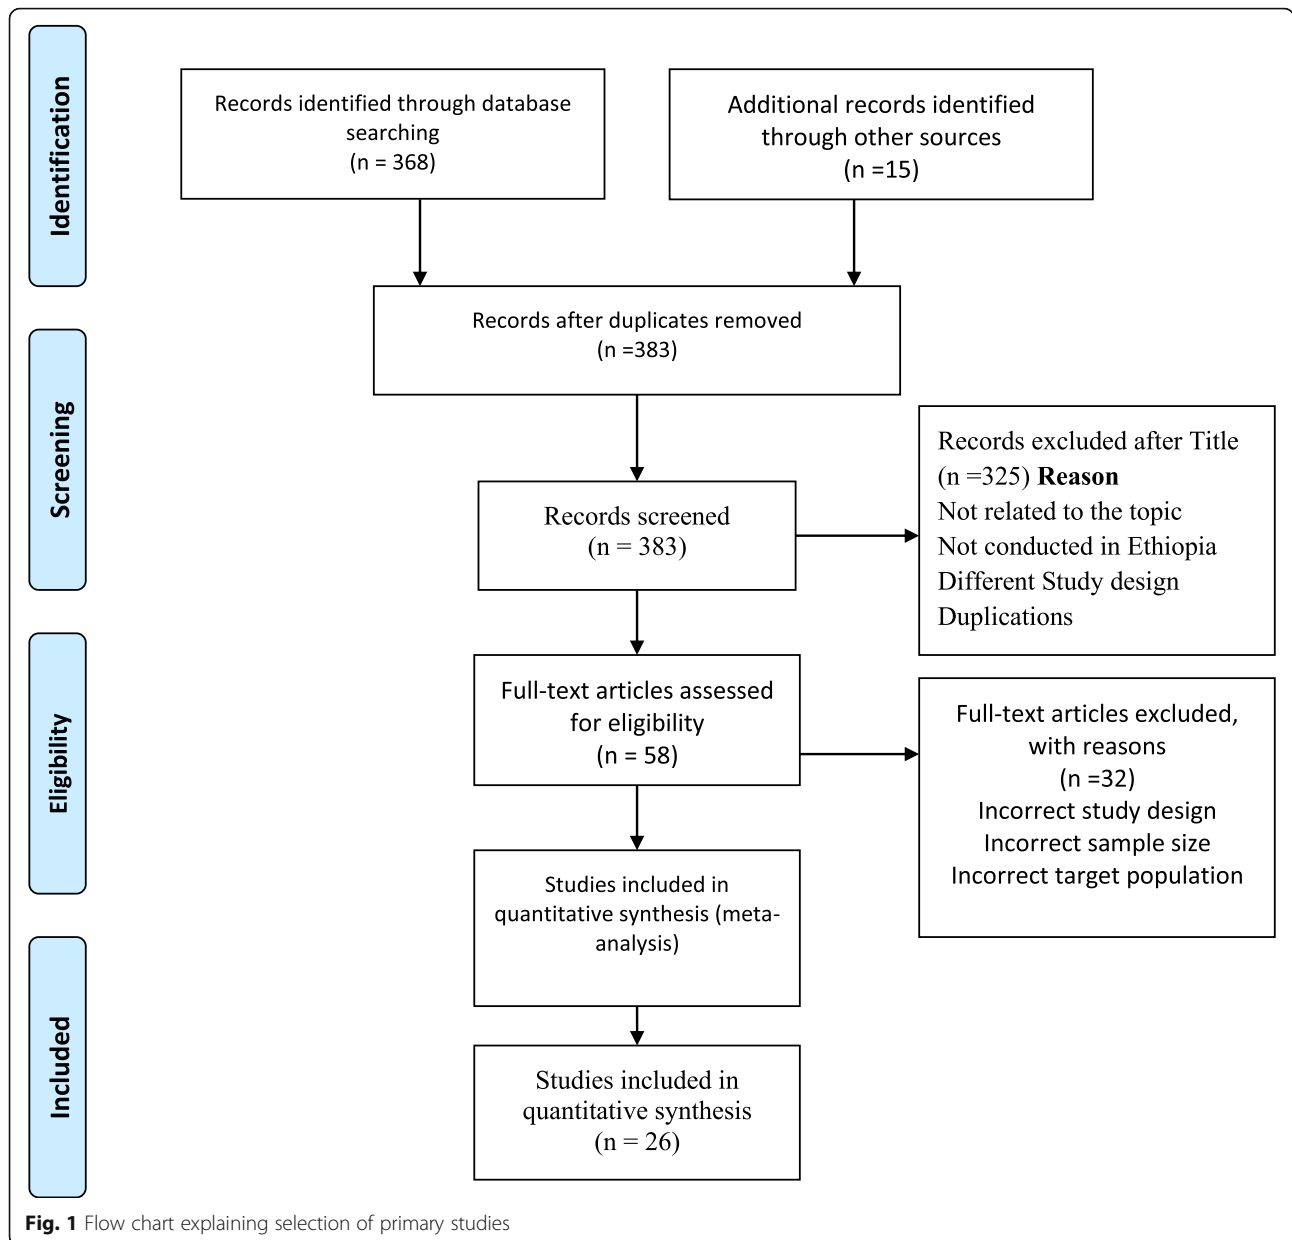 Identification
Records identified through database
searching
(n = 368)
Additional records identified
through other sources
(n =15)
Records after duplicates removed
(n =383)
Screening
Records screened
(n = 383)
Records excluded after Title
(n =325) Reason
Not related to the topic
Not conducted in Ethiopia
Different Study design
Duplications
Eligibility
Full-text articles assessed
for eligibility
(n = 58)
Full-text articles excluded,
with reasons
(n =32)
Incorrect study design
Incorrect sample size
Incorrect target population
Studies included in
quantitative synthesis (meta-
analysis)
Included
Studies included in
quantitative synthesis
(n = 26)
Fig. 1 Flow chart explaining selection of primary studies